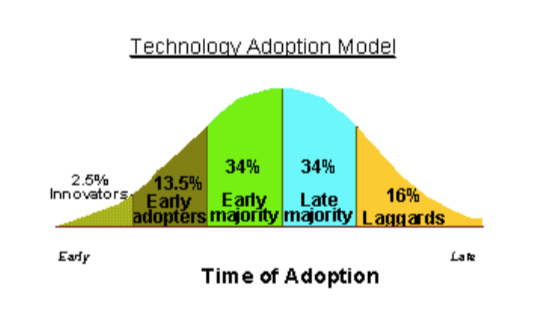 Technology Adoption Model
2.5%
Innovators
13.5%
Early
adopters
34%
Early
majority
34%
Late
majority
16%
Laggards
Early
Late
Time of Adoption